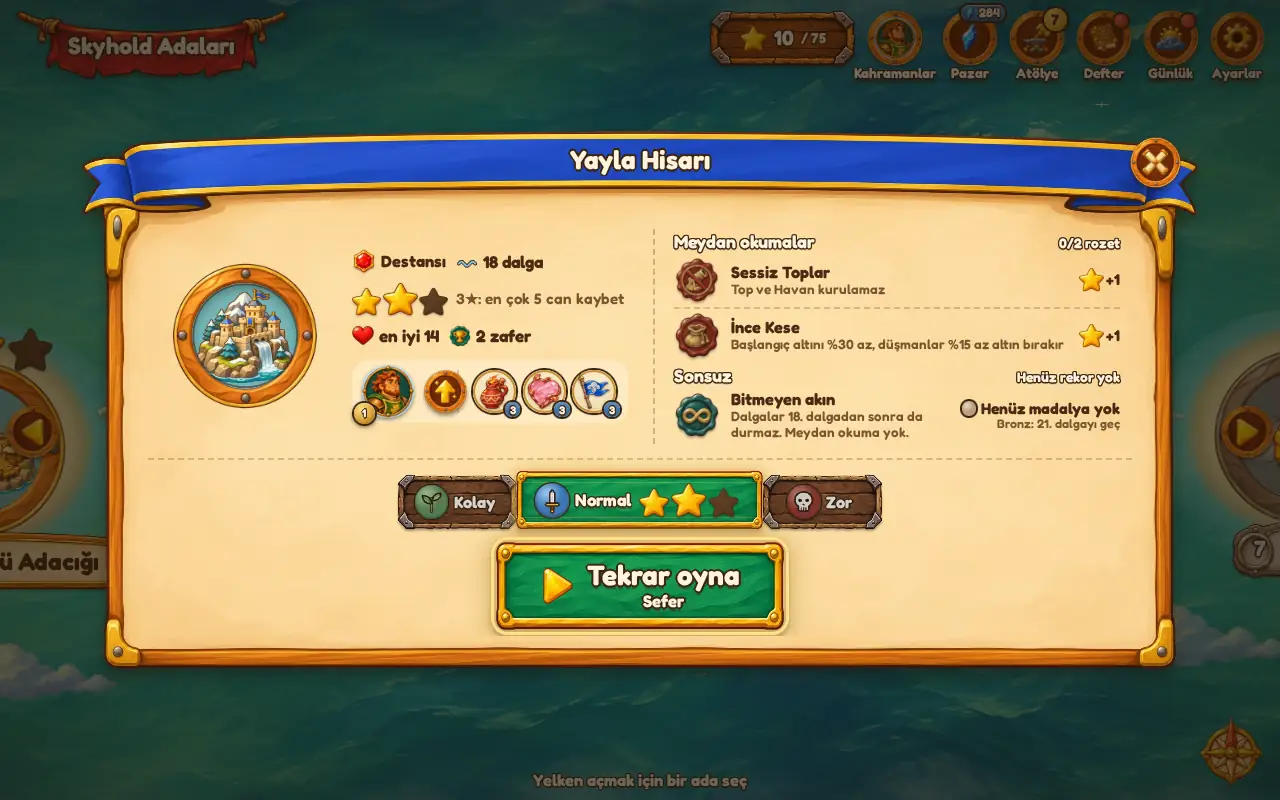 Skyhold Adaları
10 / 75
284
7
Kahramanlar
Pazar
Atölye
Defter
Günlük
Ayarlar
Yayla Hisarı
Destansı
18 dalga
3★: en çok 5 can kaybet
en iyi 14
2 zafer
1
3
3
3
Meydan okumalar
0/2 rozet
Sessiz Toplar
Top ve Havan kurulamaz
+1
İnce Kese
Başlangıç altını %30 az, düşmanlar %15 az altın bırakır
+1
Sonsuz
Henüz rekor yok
Bitmeyen akın
Dalgalar 18. dalgadan sonra da
durmaz. Meydan okuma yok.
Henüz madalya yok
Bronz: 21. dalgayı geç
Kolay
Normal
Zor
Tekrar oyna
Sefer
ü Adacığı
7
Yelken açmak için bir ada seç